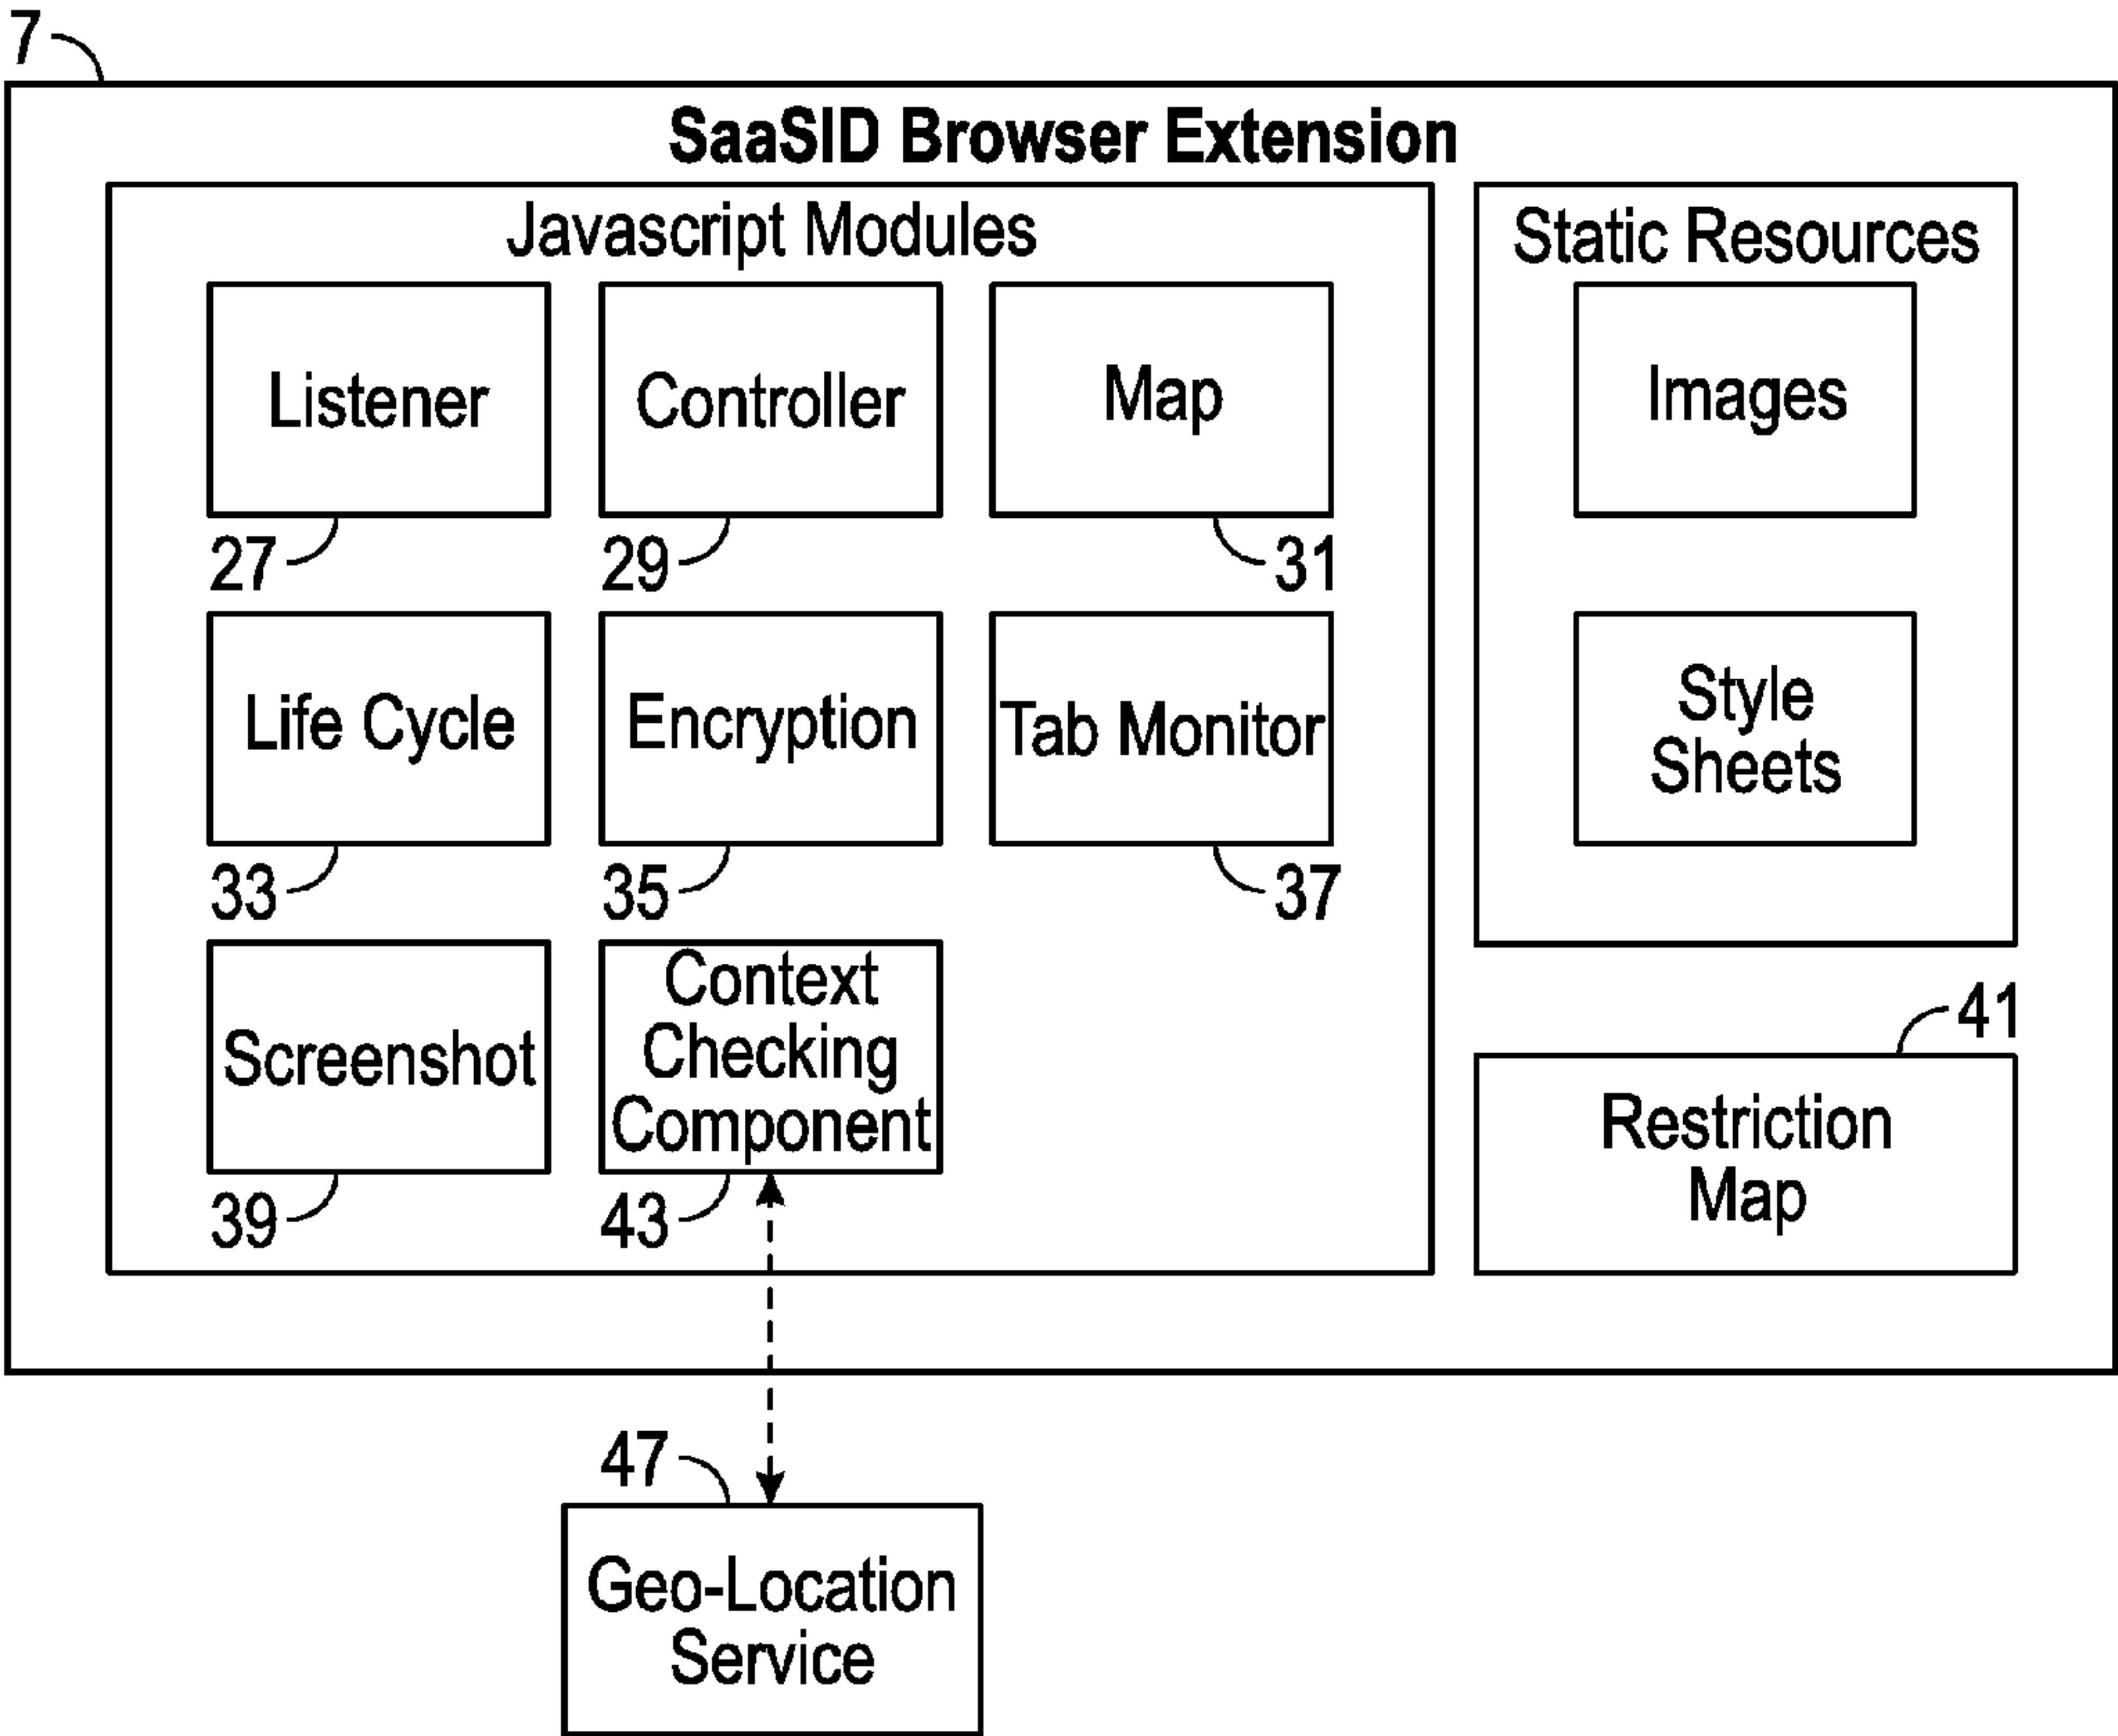 7
SaaSID Browser Extension
Javascript Modules
Static Resources
Listener
Controller
Map
Images
27
29
31
Life Cycle
Encryption
Tab Monitor
Style
Sheets
33
35
37
Screenshot
Context
Checking
Component
41
Restriction
Map
39
43
47
Geo-Location
Service